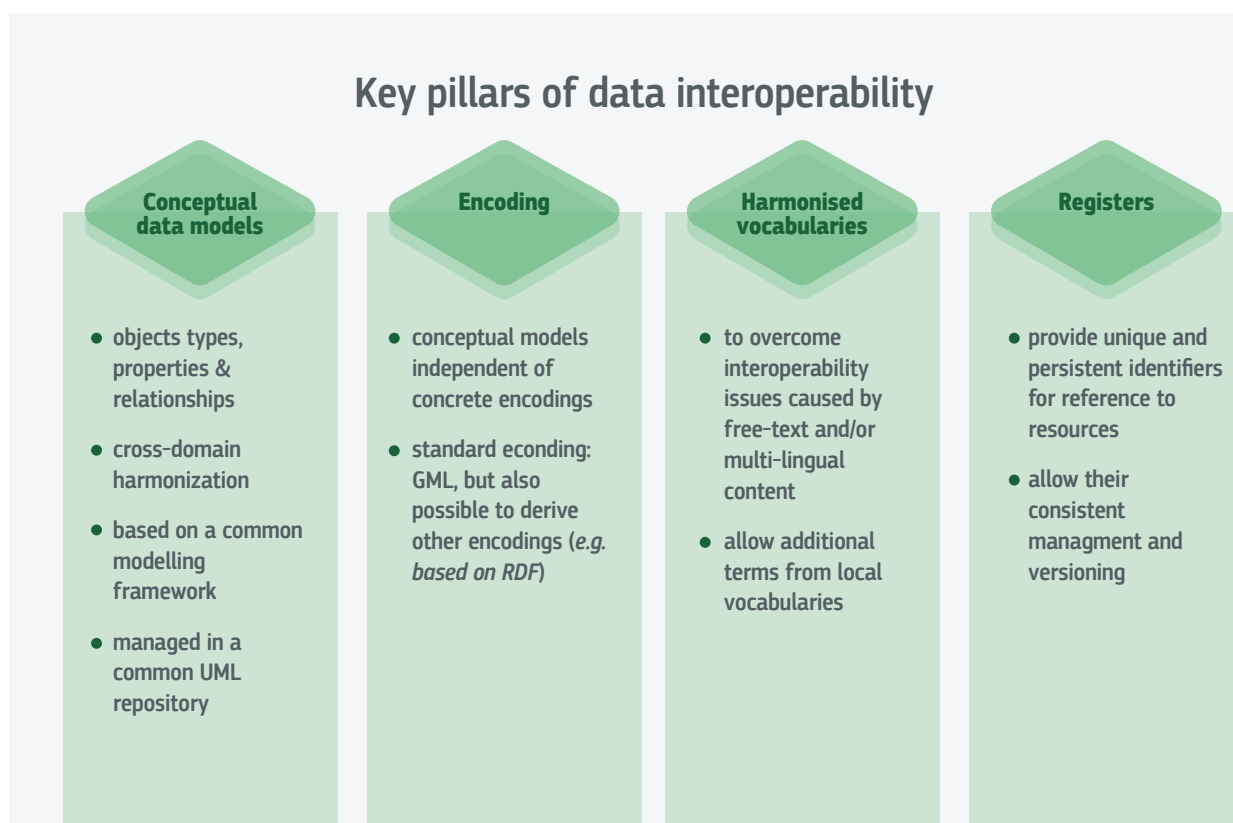 Key pillars of data interoperability
Conceptual
data models
objects types,
properties &
relationships
cross-domain
harmonization
based on a common
modelling
framework
managed in a
common UML
repository
Encoding
conceptual models
independent of
concrete encodings
standard econding:
GML, but also
possible to derive
other encodings (e.g.
based on RDF)
Harmonised
vocabularies
to overcome
interoperability
issues caused by
free-text and/or
multi-lingual
content
allow additional
terms from local
vocabularies
Registers
provide unique and
persistent identifiers
for reference to
resources
allow their
consistent
managment and
versioning